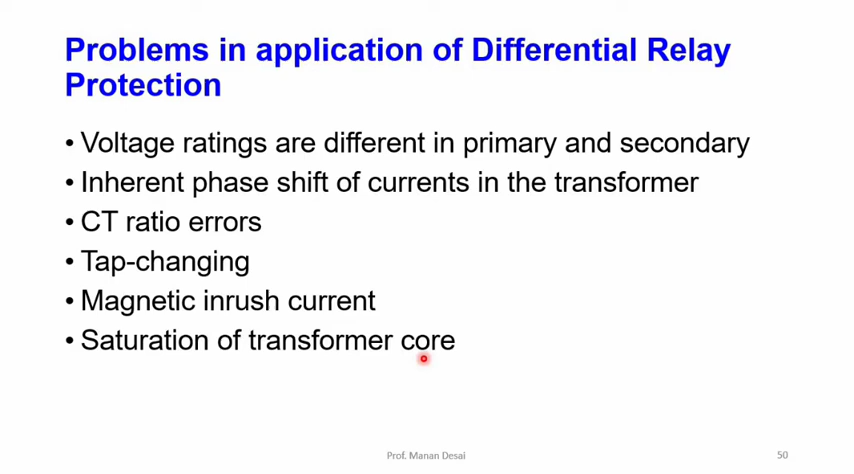 Problems in application of Differential Relay
Protection
• Voltage ratings are different in primary and secondary
• Inherent phase shift of currents in the transformer
• CT ratio errors
• Tap-changing
• Magnetic inrush current
• Saturation of transformer core
Prof. Manan Desai
50